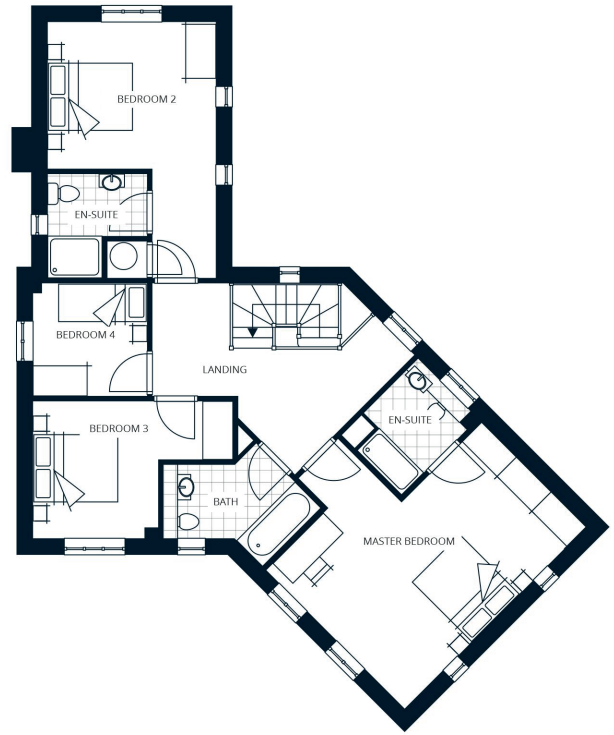 BEDROOM 2
EN-SUITE
BEDROOM 4
LANDING
BEDROOM 3
EN-SUITE
BATH
MASTER BEDROOM